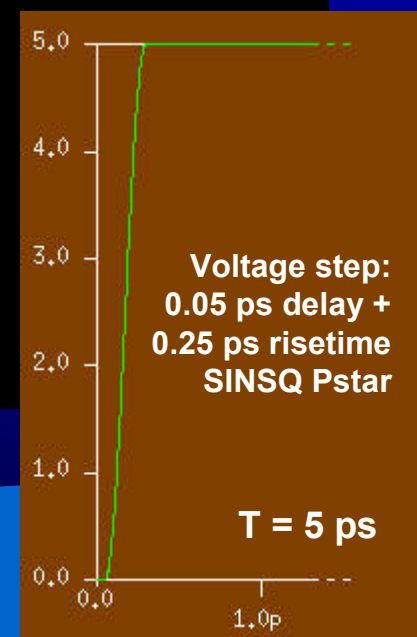 5.0
4.0
3.0
Voltage step:
0.05 ps delay +
0.25 ps risetime
SINSQ Pstar
2.0
1.0
T = 5 ps
0.0
0.0
1.0p